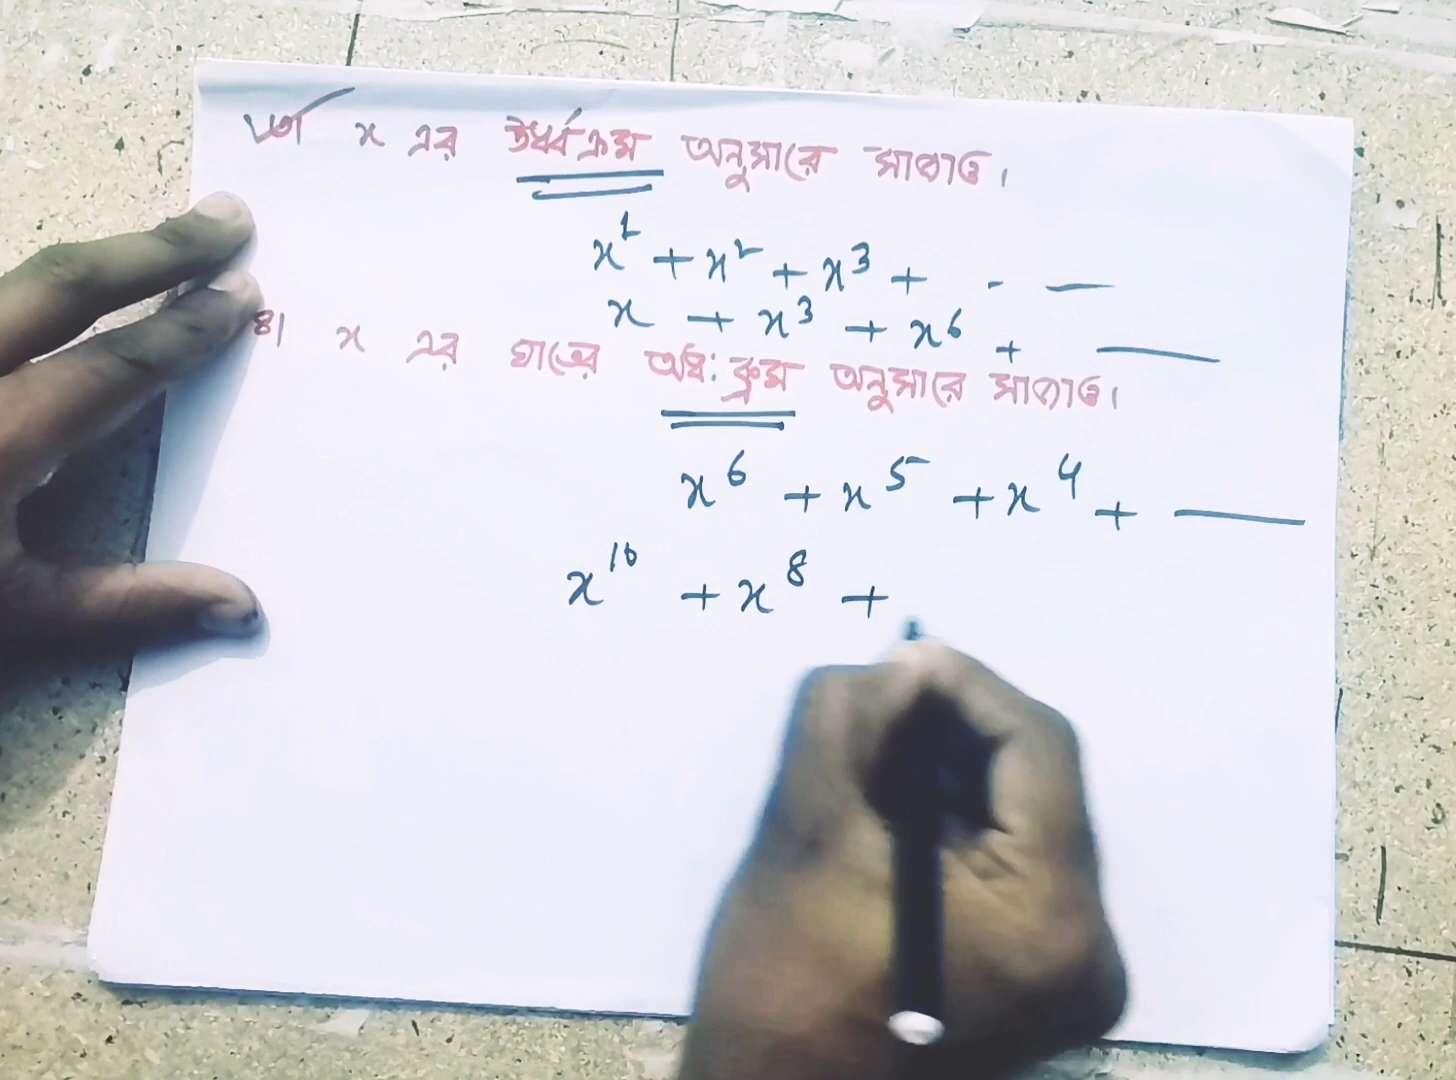 ৩। x এর উর্ধ্বক্রম অনুসারে সাজাও।
x¹ + x² + x³ + - —
x + x³ + x⁶ + —
৪। x এর ঘাতের অধ:ক্রম অনুসারে সাজাও।
x⁶ + x⁵ + x⁴ + —
x¹⁰ + x⁸ +